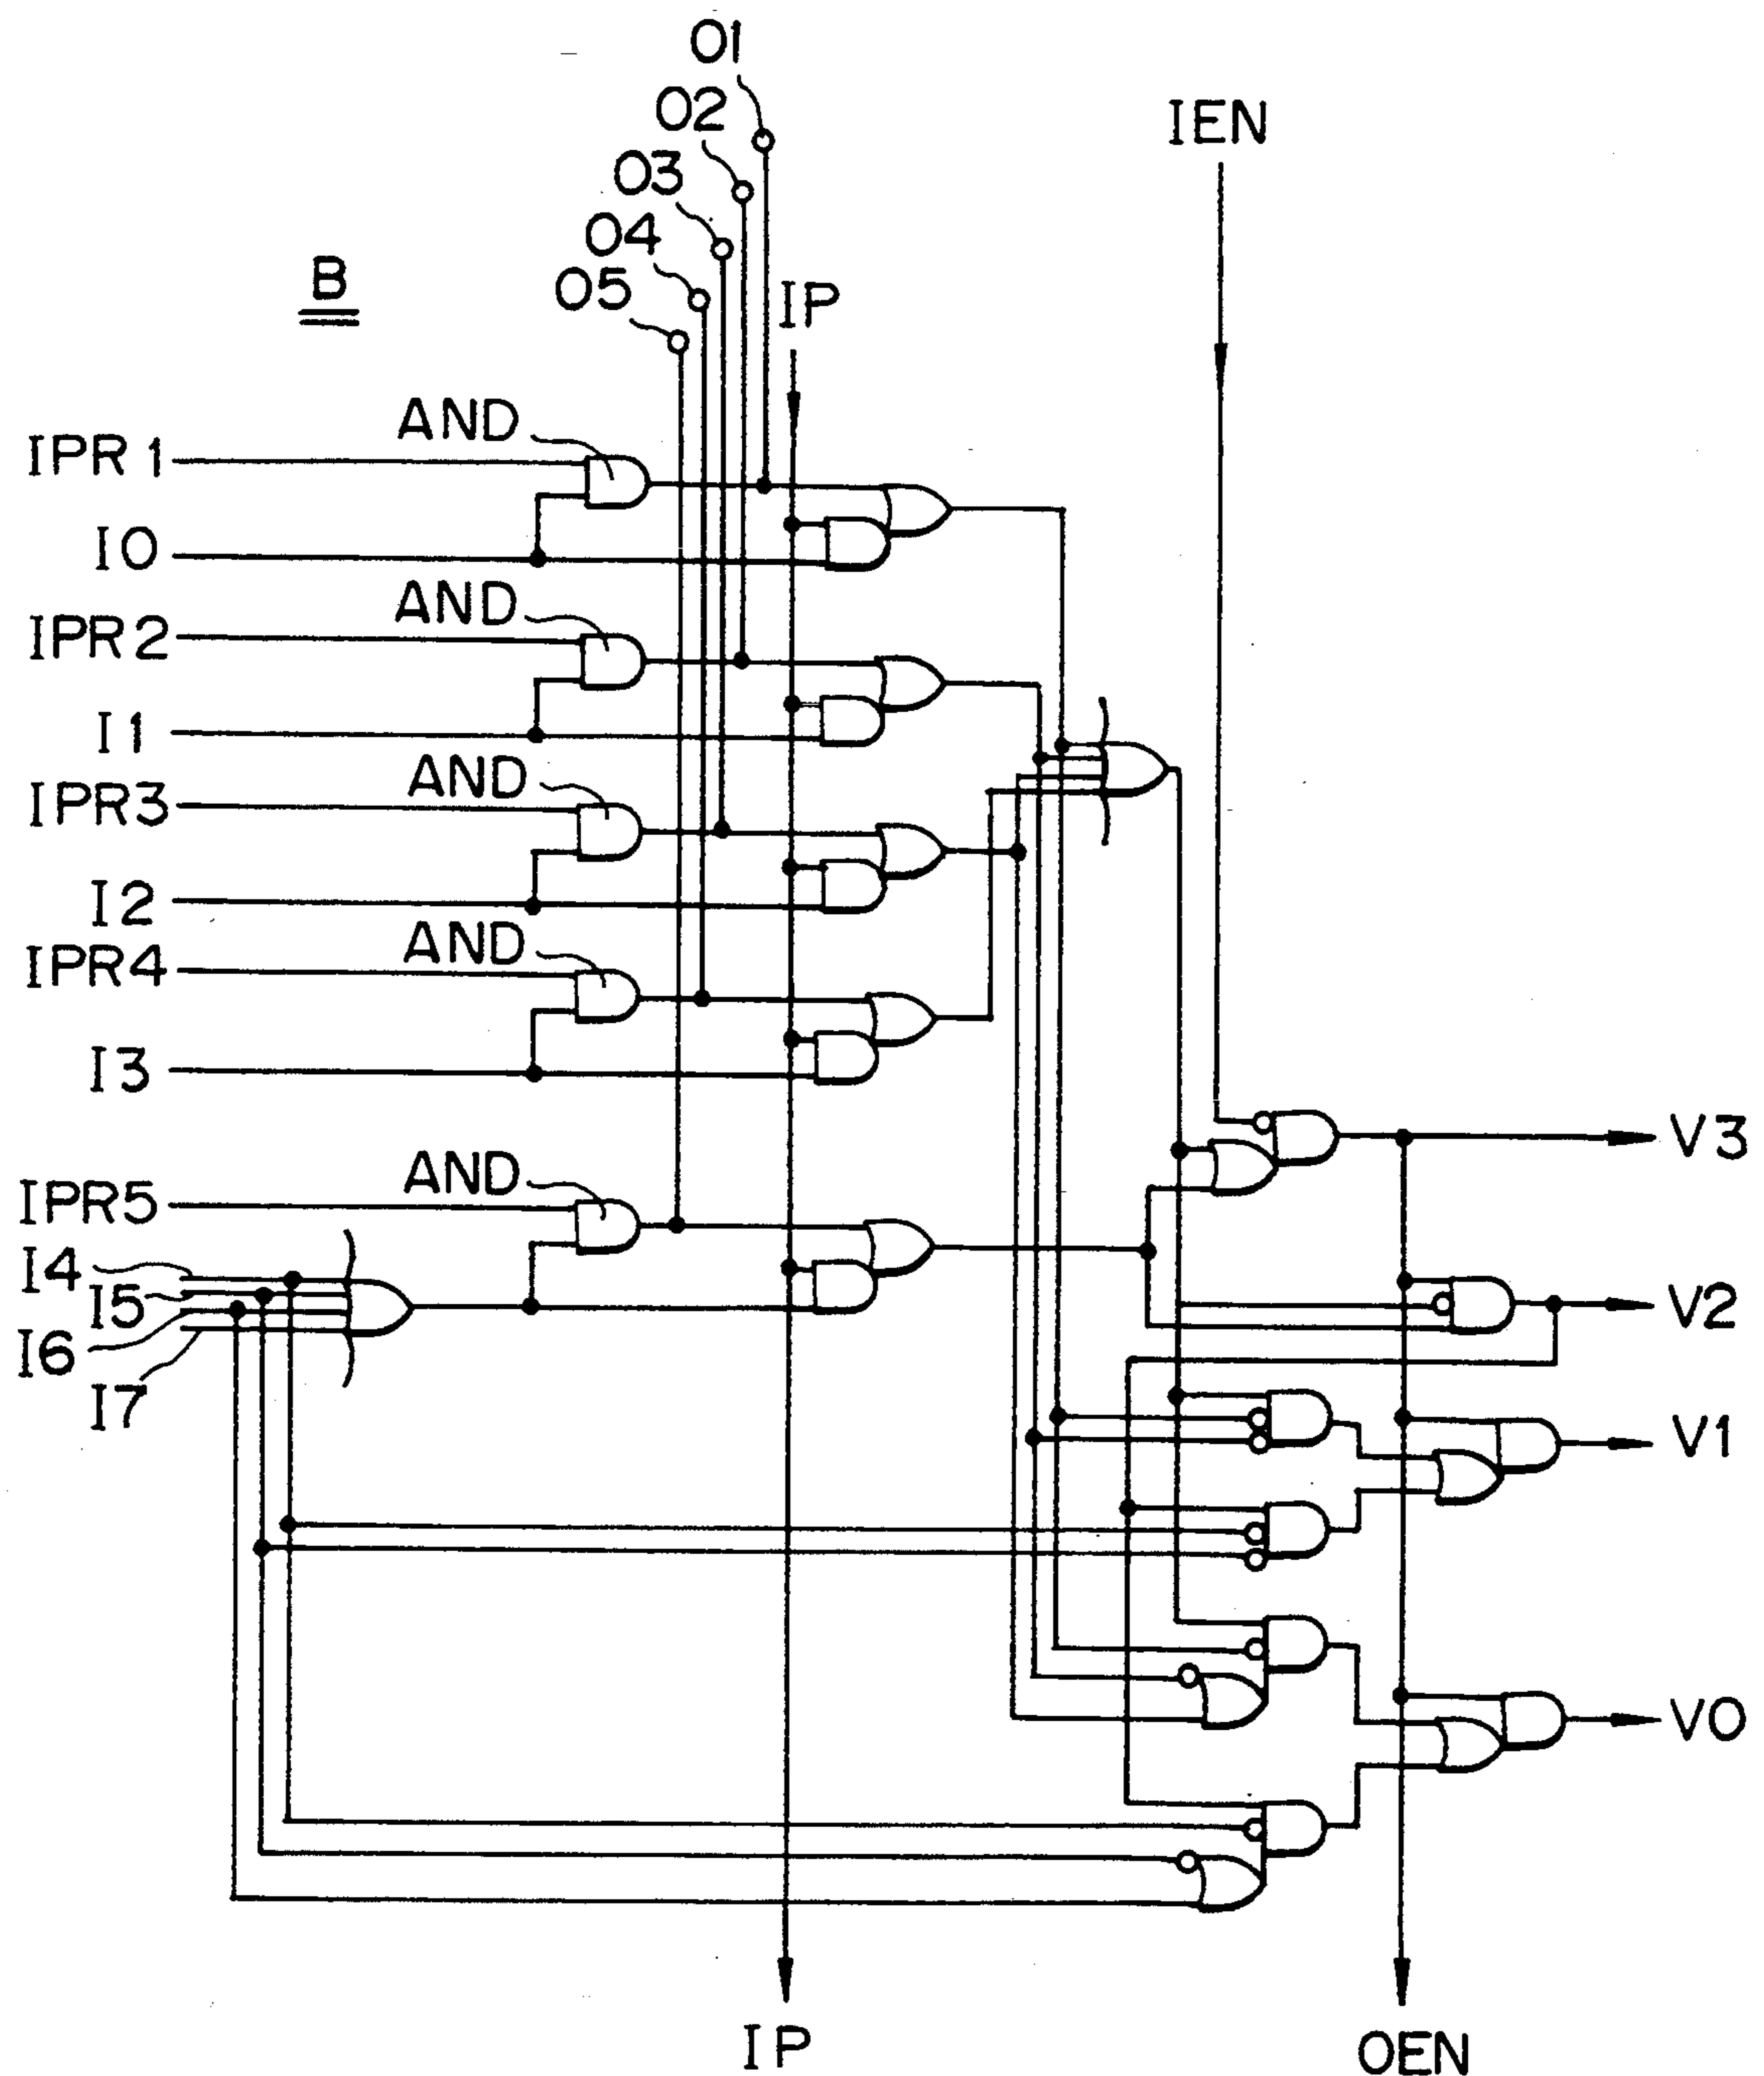 O1
O2
IEN
O3
O4
B
O5
IP
AND
IPR 1
I0
AND
IPR2
I1
AND
IPR3
I2
AND
IPR4
I3
V3
AND
IPR5
I4
I5
V2
I6
I7
V1
V0
IP
OEN